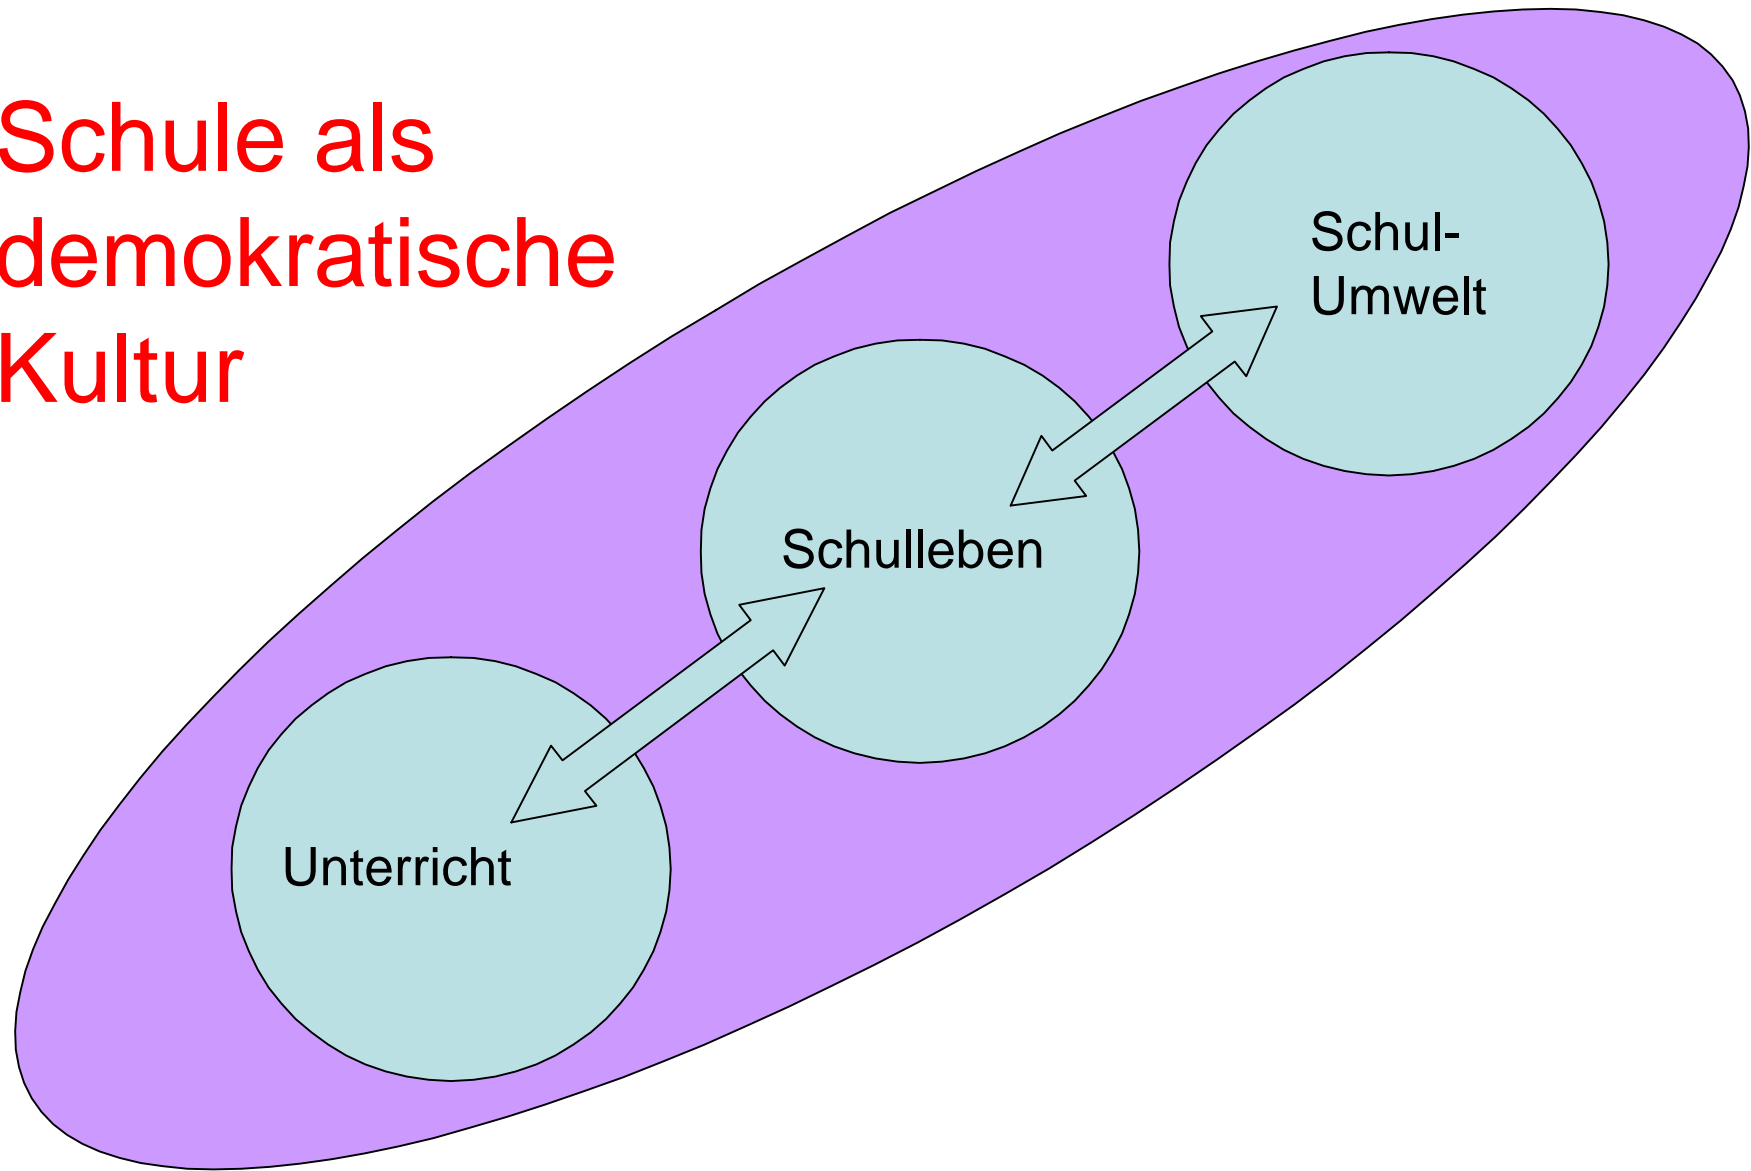 Schule als
demokratische
Kultur
Schul-
Umwelt
Schulleben
Unterricht